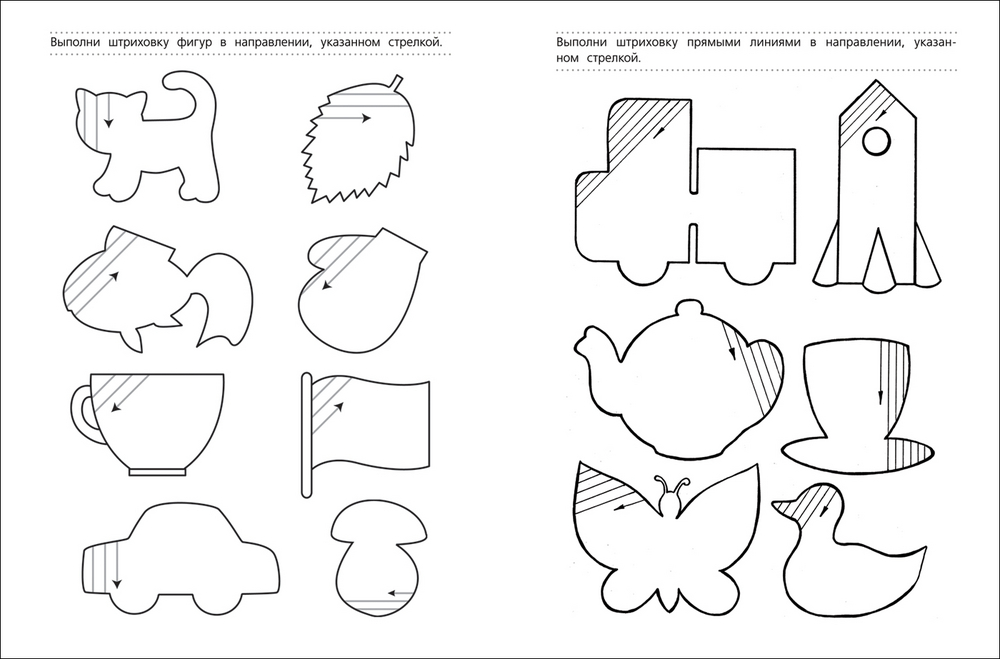 Выполни штриховку фигур в направлении, указанном стрелкой.
Выполни штриховку прямыми линиями в направлении, указан-
ном стрелкой.